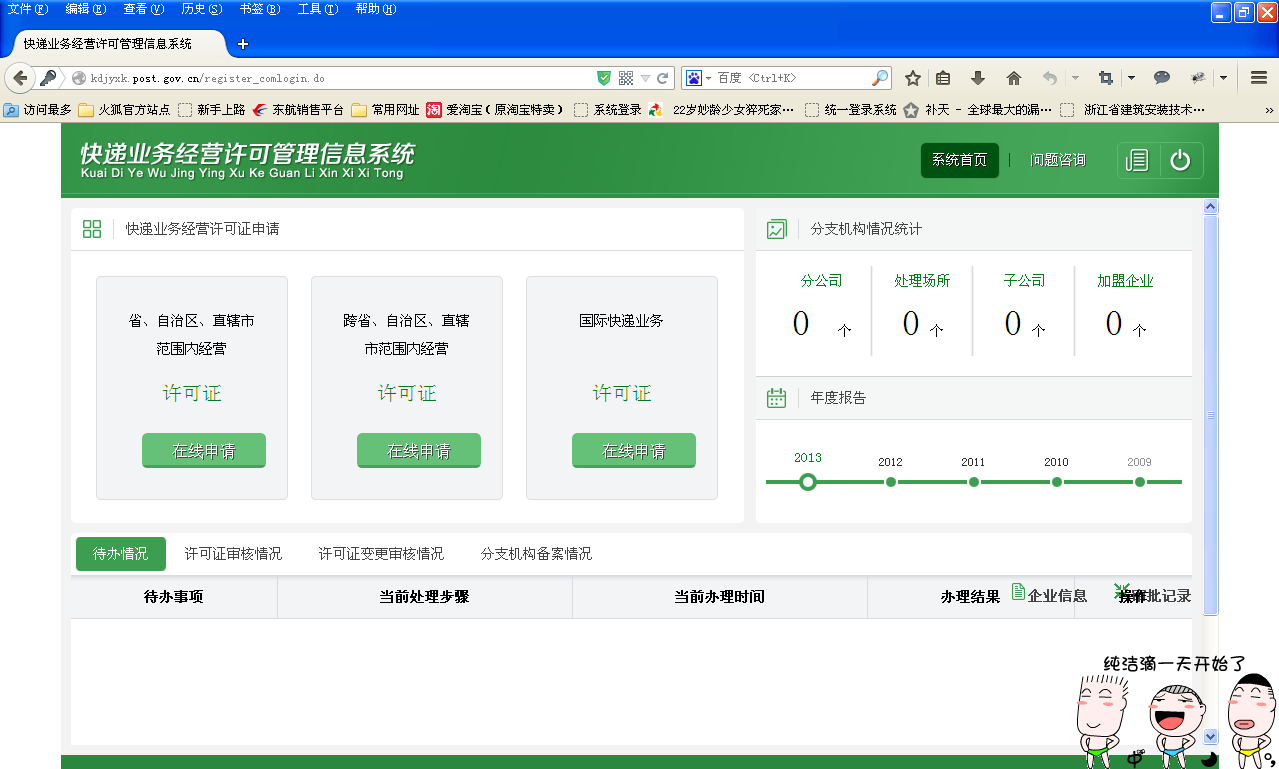 文件(F) 编辑(E) 查看(V) 历史(S) 书签(B) 工具(T) 帮助(H)
快递业务经营许可管理信息系统
kdjyxk.post.gov.cn/register_comlogin.do
百度 <Ctrl+K>
访问最多 火狐官方站点 新手上路 东航销售平台 常用网址 淘 爱淘宝（原淘宝特卖） 系统登录 22岁妙龄少女猝死家… 统一登录系统 补天 全球最大的漏… 浙江省建筑安装技术… »
快递业务经营许可管理信息系统
Kuai Di Ye Wu Jing Ying Xu Ke Guan Li Xin Xi Xi Tong
系统首页 | 问题咨询
快递业务经营许可证申请
省、自治区、直辖市
范围内经营
许可证
在线申请
跨省、自治区、直辖
市范围内经营
许可证
在线申请
国际快递业务
许可证
在线申请
分支机构情况统计
分公司 处理场所 子公司 加盟企业
0 个 0 个 0 个 0 个
年度报告
2013 2012 2011 2010 2009
待办情况 许可证审核情况 许可证变更审核情况 分支机构备案情况
待办事项 当前处理步骤 当前办理时间 办理结果 企业信息 操作 批记录
纯洁滴一天开始了
中